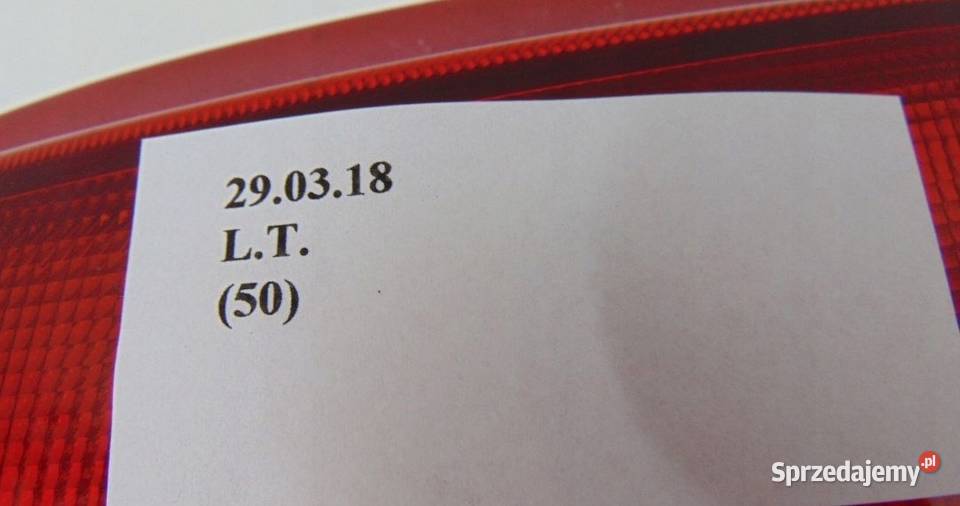 29.03.18
L.T.
(50)
Sprzedajemy.pl